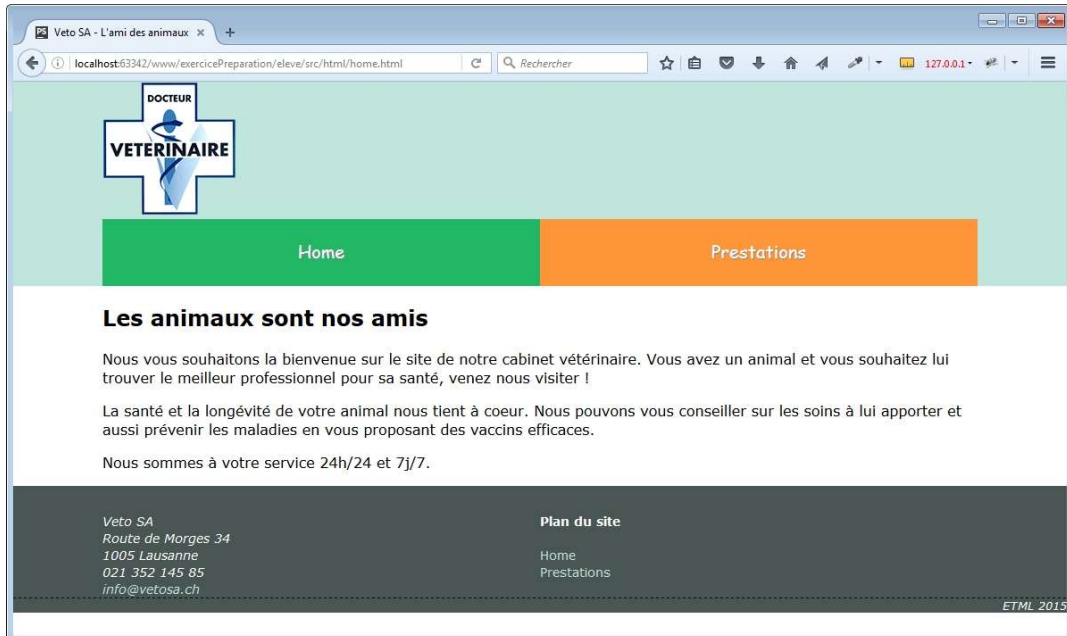 Veto SA - L'ami des animaux × +
localhost:63342/www/exercicePreparation/eleve/src/html/home.html
Rechercher
127.0.0.1
DOCTEUR
VETERINAIRE
Home
Prestations
Les animaux sont nos amis
Nous vous souhaitons la bienvenue sur le site de notre cabinet vétérinaire. Vous avez un animal et vous souhaitez lui
trouver le meilleur professionnel pour sa santé, venez nous visiter !
La santé et la longévité de votre animal nous tient à coeur. Nous pouvons vous conseiller sur les soins à lui apporter et
aussi prévenir les maladies en vous proposant des vaccins efficaces.
Nous sommes à votre service 24h/24 et 7j/7.
Veto SA
Route de Morges 34
1005 Lausanne
021 352 145 85
info@vetosa.ch
Plan du site
Home
Prestations
ETML 2015